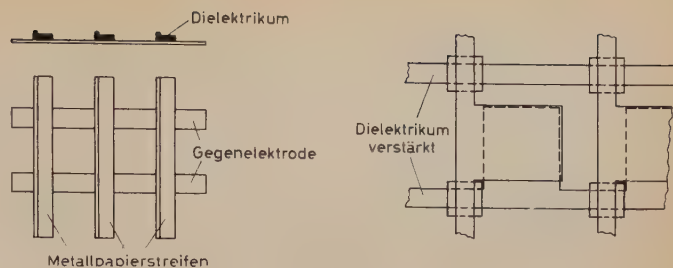 Dielektrikum
Gegenelektrode
Metallpapierstreifen
Dielektrikum
verstärkt